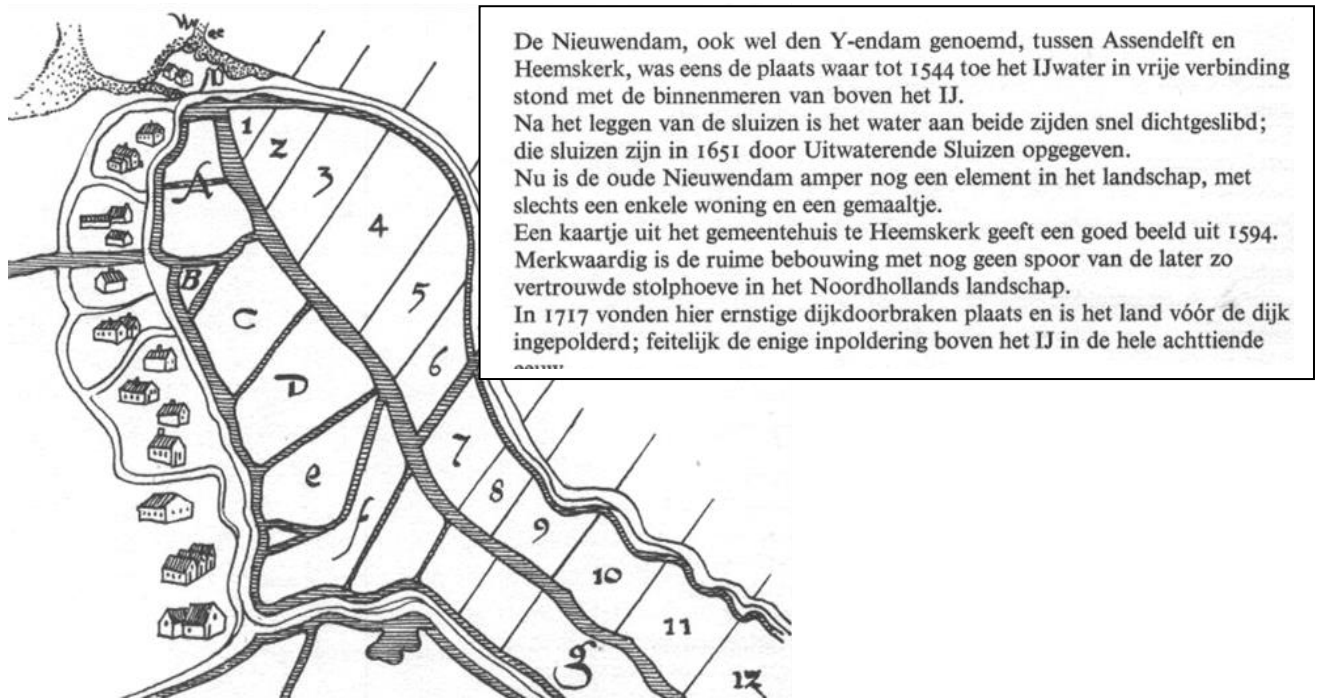 De Nieuwendam, ook wel den Y-endam genoemd, tussen Assendelft en
Heemskerk, was eens de plaats waar tot 1544 toe het IJwater in vrije verbinding
stond met de binnenmeren van boven het IJ.
Na het leggen van de sluizen is het water aan beide zijden snel dichtgeslibd;
die sluizen zijn in 1651 door Uitwaterende Sluizen opgegeven.
Nu is de oude Nieuwendam amper nog een element in het landschap, met
slechts een enkele woning en een gemaaltje.
Een kaartje uit het gemeentehuis te Heemskerk geeft een goed beeld uit 1594.
Merkwaardig is de ruime bebouwing met nog geen spoor van de later zo
vertrouwde stolphoeve in het Noordhollands landschap.
In 1717 vonden hier ernstige dijkdoorbraken plaats en is het land vóór de dijk
ingepolderd; feitelijk de enige inpoldering boven het IJ in de hele achttiende
1
2
A
3
4
B
5
C
6
D
7
e
8
f
9
10
11
g
12